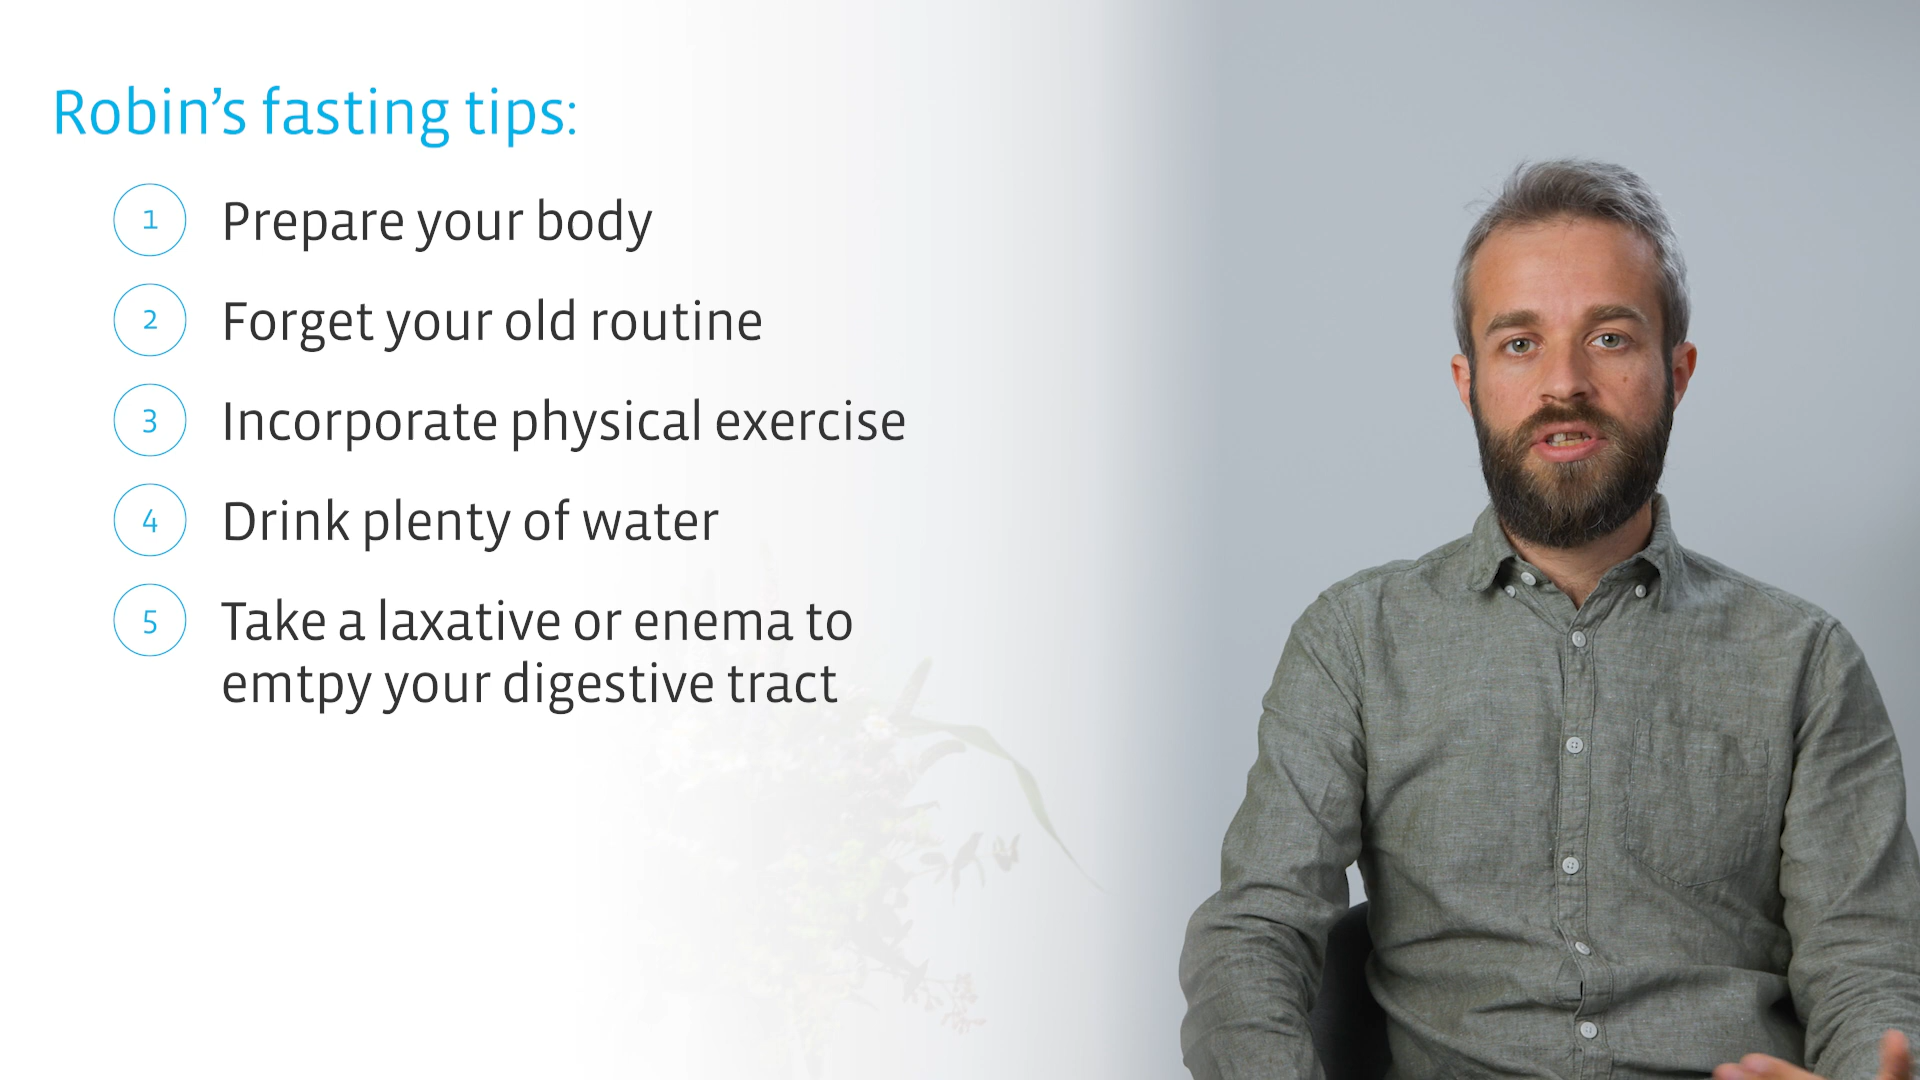 Robin’s fasting tips:
1 Prepare your body
2 Forget your old routine
3 Incorporate physical exercise
4 Drink plenty of water
5 Take a laxative or enema to
emtpy your digestive tract